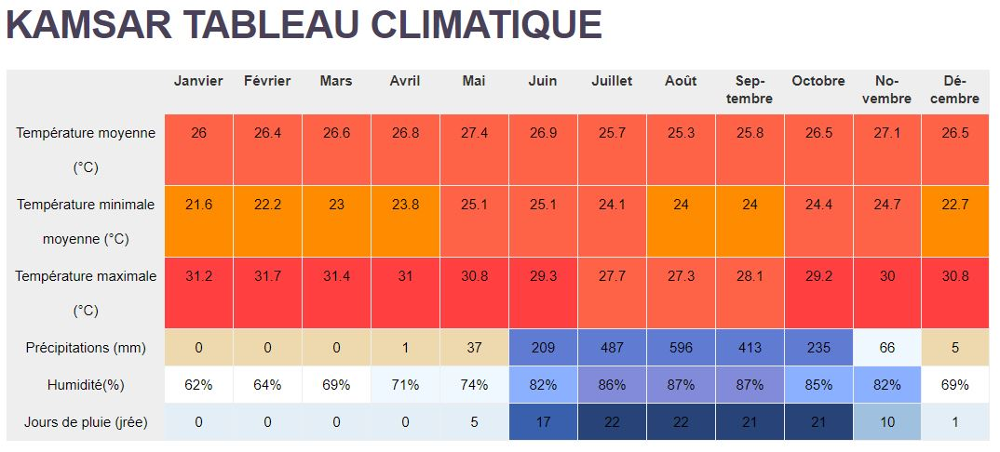 KAMSAR TABLEAU CLIMATIQUE
Janvier Février Mars Avril Mai Juin Juillet Août Sep-tembre Octobre No-vembre Dé-cembre
Température moyenne (°C) 26 26.4 26.6 26.8 27.4 26.9 25.7 25.3 25.8 26.5 27.1 26.5
Température minimale moyenne (°C) 21.6 22.2 23 23.8 25.1 25.1 24.1 24 24 24.4 24.7 22.7
Température maximale (°C) 31.2 31.7 31.4 31 30.8 29.3 27.7 27.3 28.1 29.2 30 30.8
Précipitations (mm) 0 0 0 1 37 209 487 596 413 235 66 5
Humidité(%) 62% 64% 69% 71% 74% 82% 86% 87% 87% 85% 82% 69%
Jours de pluie (jrée) 0 0 0 0 5 17 22 22 21 21 10 1